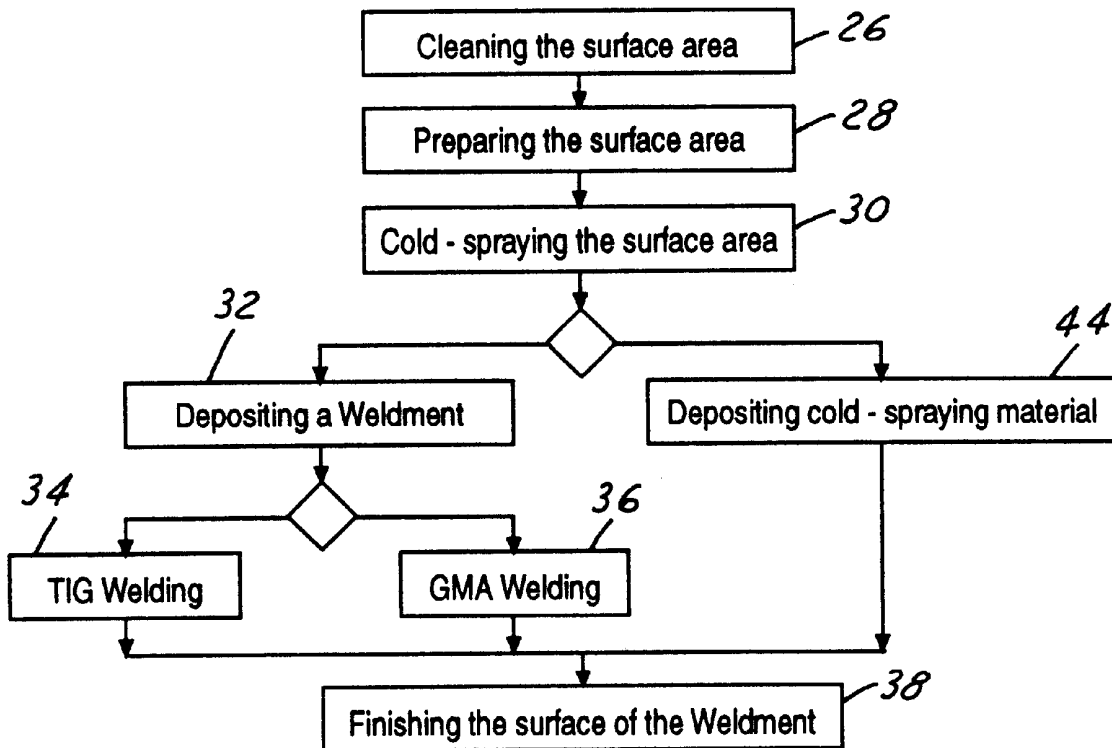 Cleaning the surface area
26
Preparing the surface area
28
Cold - spraying the surface area
30
32
44
Depositing a Weldment
Depositing cold - spraying material
34
36
TIG Welding
GMA Welding
38
Finishing the surface of the Weldment